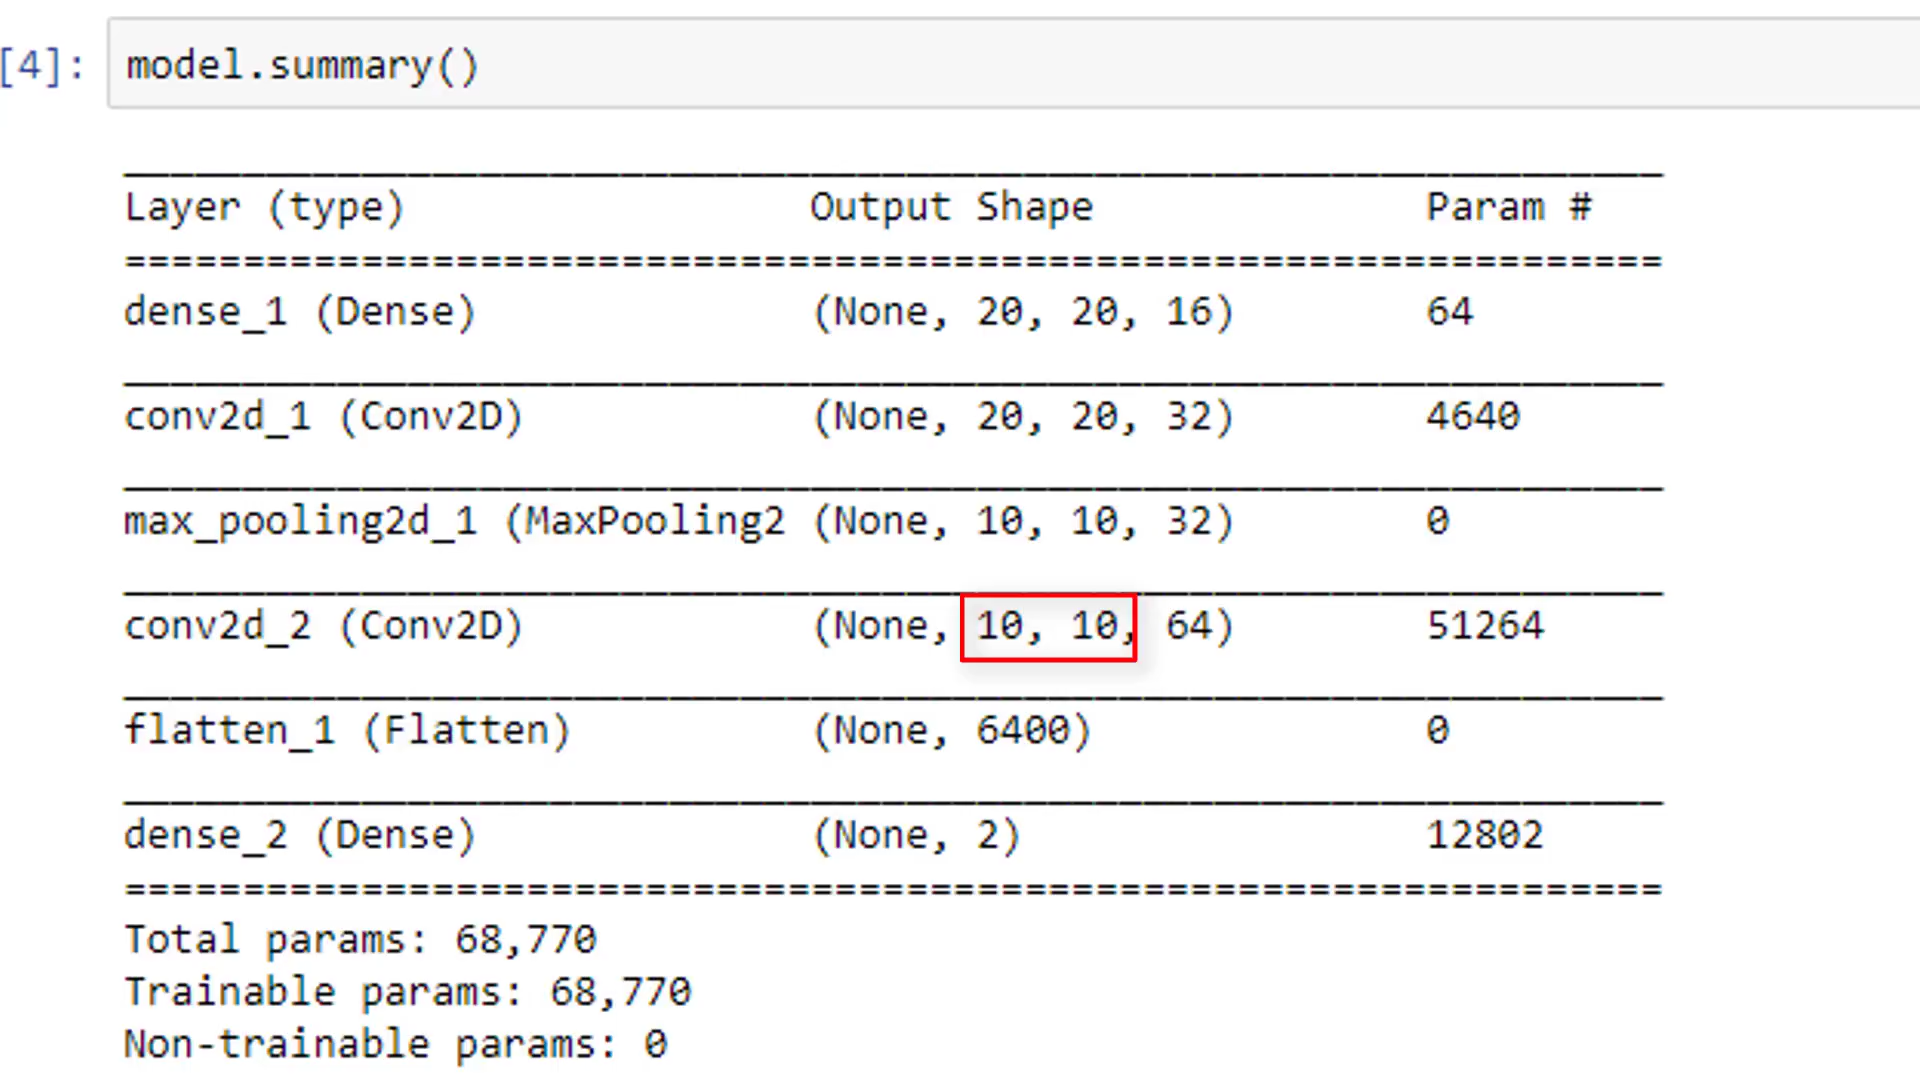 [4]: model.summary()
Layer (type) Output Shape Param #
=================================================================
dense_1 (Dense) (None, 20, 20, 16) 64
conv2d_1 (Conv2D) (None, 20, 20, 32) 4640
max_pooling2d_1 (MaxPooling2 (None, 10, 10, 32) 0
conv2d_2 (Conv2D) (None, 10, 10, 64) 51264
flatten_1 (Flatten) (None, 6400) 0
dense_2 (Dense) (None, 2) 12802
=================================================================
Total params: 68,770
Trainable params: 68,770
Non-trainable params: 0